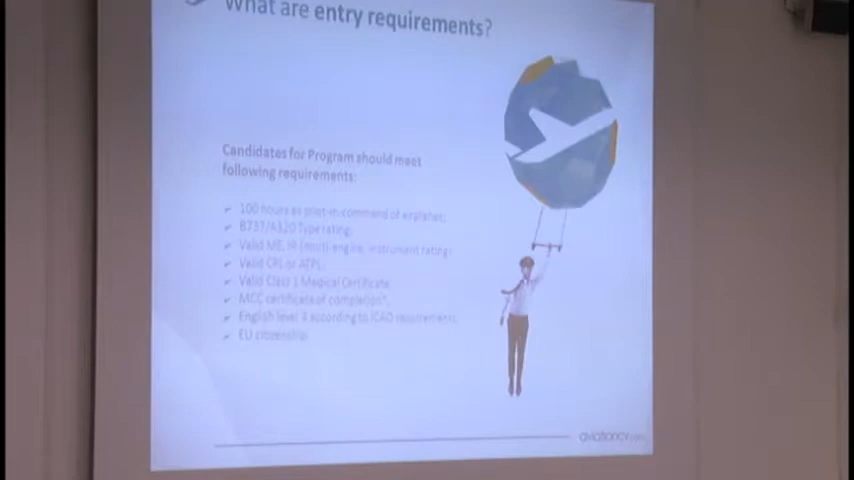 What are entry requirements?
Candidates for Program should meet
following requirements:
100 hours as pilot-in-command of airplanes;
B737/A320 Type rating;
Valid ME, IR (multi-engine, instrument rating)
Valid CPL or ATPL;
Valid Class 1 Medical Certificate
MCC certificate of completion*;
English level 4 according to ICAO requirements;
EU citizenship.
aviationcv.com